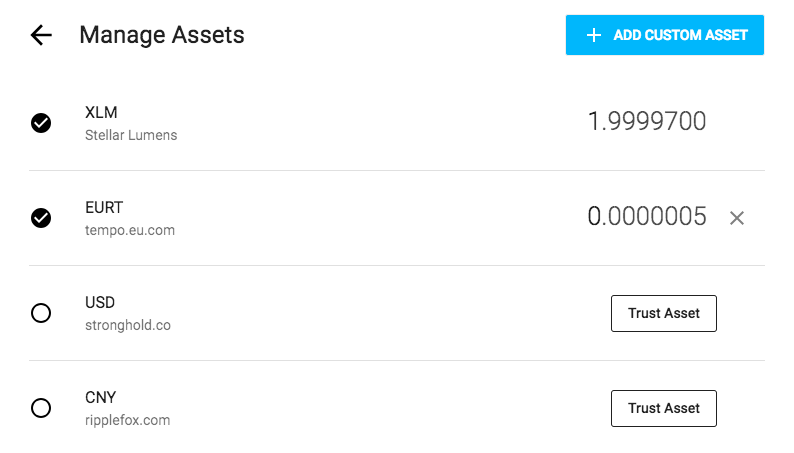 Manage Assets
ADD CUSTOM ASSET
XLM
Stellar Lumens
1.9999700
EURT
tempo.eu.com
0.0000005
USD
stronghold.co
Trust Asset
CNY
ripplefox.com
Trust Asset